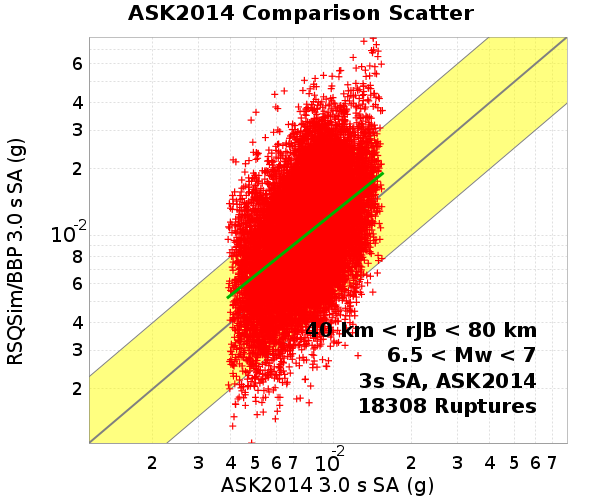 ASK2014 Comparison Scatter
RSQSim/BBP 3.0 s SA (g)
6
4
3
2
10-2
8
6
4
3
2
40 km < rJB < 80 km
6.5 < Mw < 7
3s SA, ASK2014
18308 Ruptures
2 3 4 5 6 7 10-2 2 3 4 5 6 7
ASK2014 3.0 s SA (g)